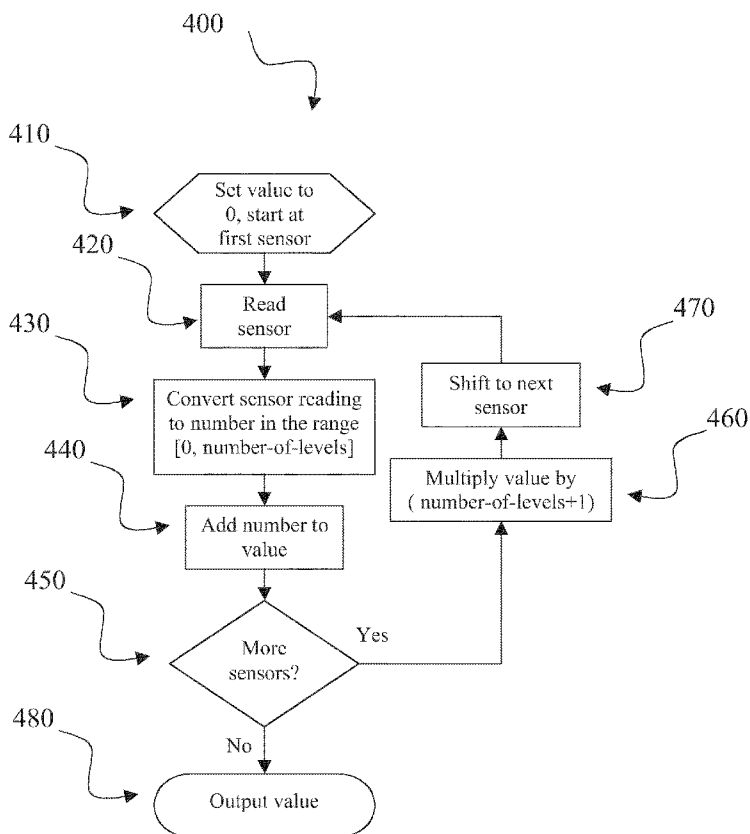 400
410
Set value to
0, start at
first sensor
420
Read
sensor
430
Convert sensor reading
to number in the range
[0, number-of-levels]
440
Add number to
value
450
More
sensors?
Yes
460
Multiply value by
( number-of-levels+1)
470
Shift to next
sensor
No
480
Output value